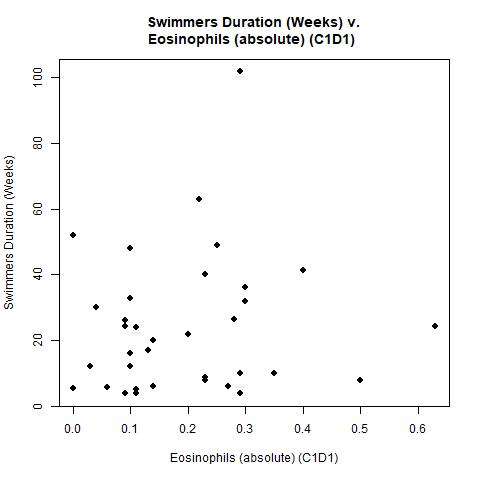 Swimmers Duration (Weeks) v.
Eosinophils (absolute) (C1D1)
Swimmers Duration (Weeks)
100
80
60
40
20
0
0.0 0.1 0.2 0.3 0.4 0.5 0.6
Eosinophils (absolute) (C1D1)